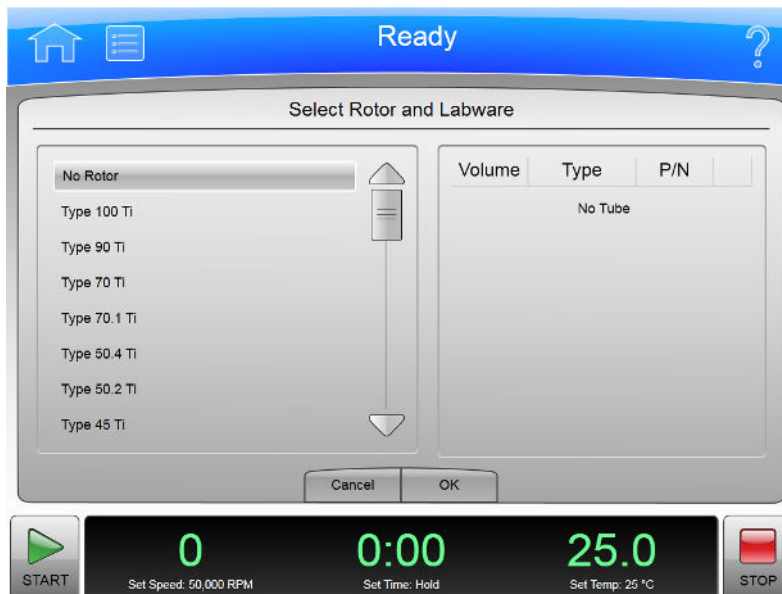 Ready
?
Select Rotor and Labware
No Rotor
Type 100 Ti
Type 90 Ti
Type 70 Ti
Type 70.1 Ti
Type 50.4 Ti
Type 50.2 Ti
Type 45 Ti
Volume Type P/N
No Tube
Cancel OK
START
0 0:00 25.0
Set Speed: 50,000 RPM Set Time: Hold Set Temp: 25 °C
STOP